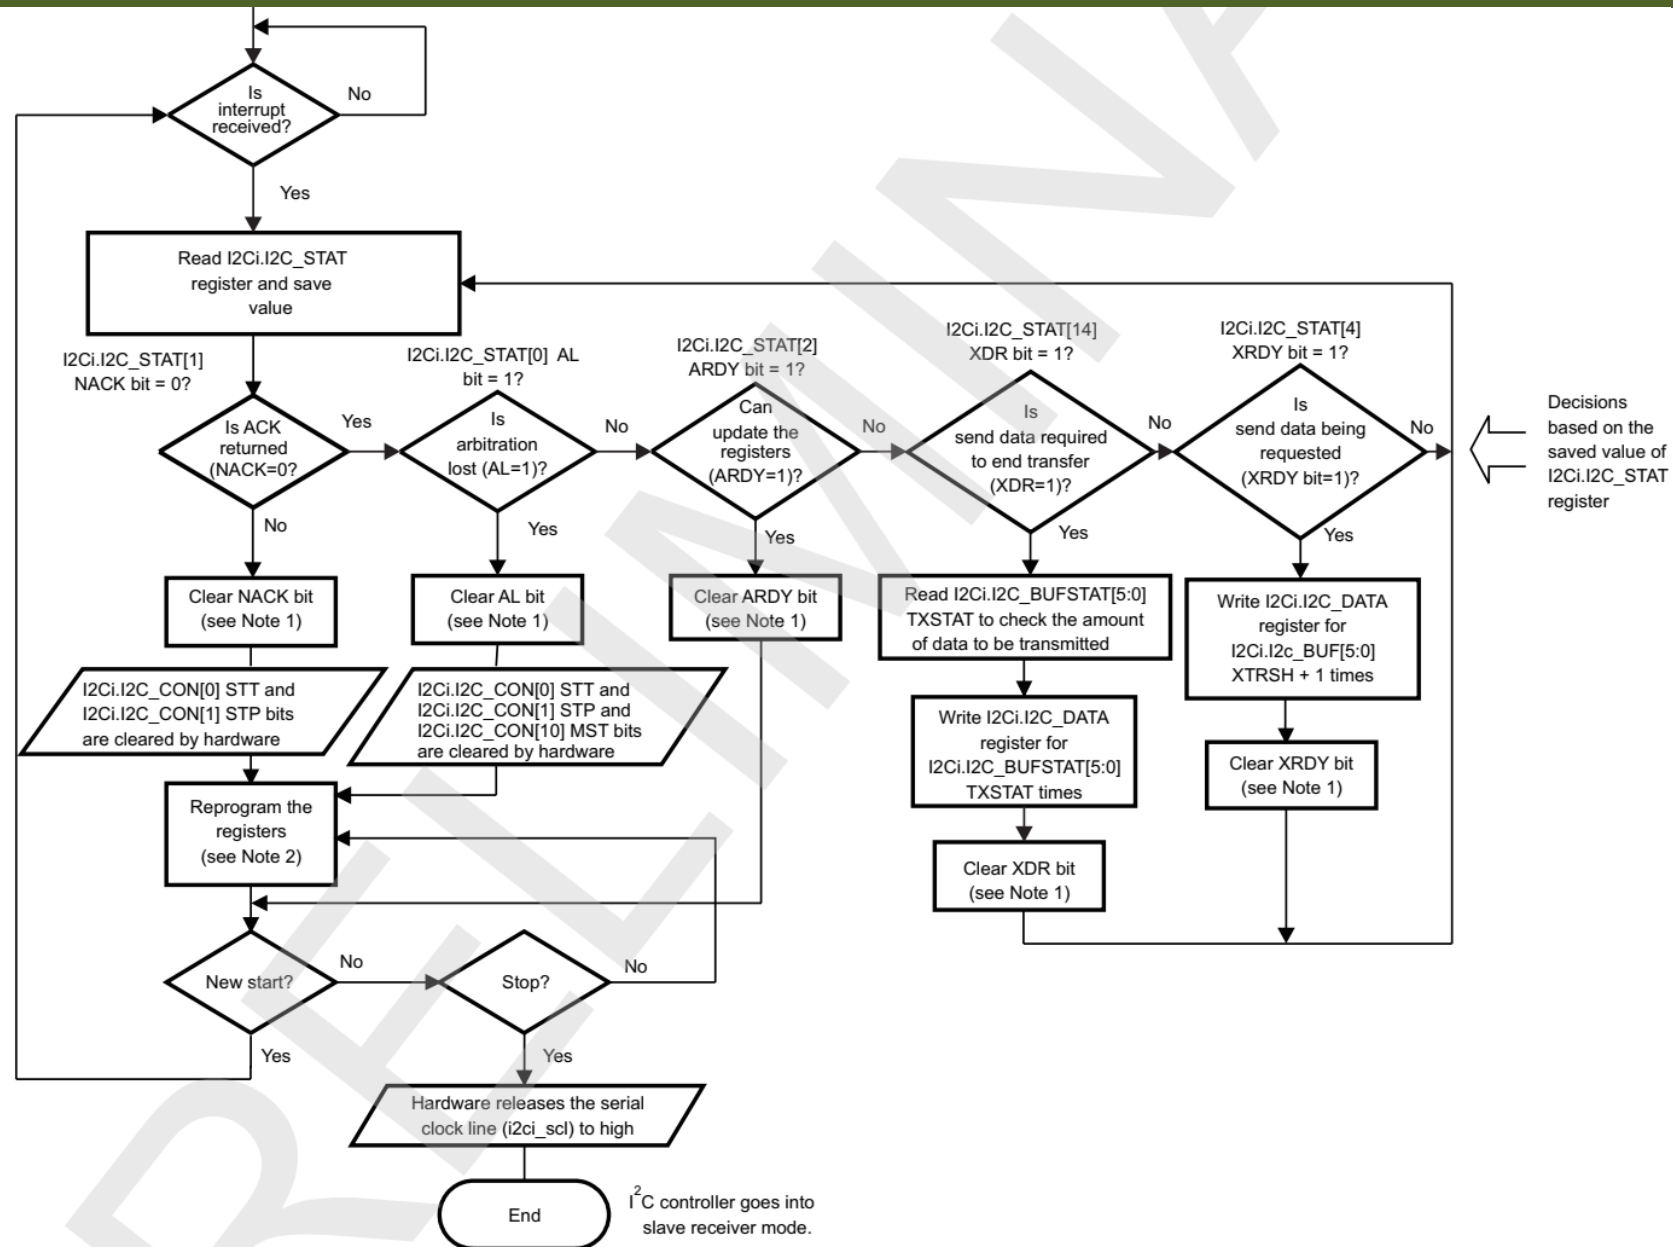 Is
interrupt
received?
No
Yes
Read I2Ci.I2C_STAT
register and save
value
I2Ci.I2C_STAT[1]
NACK bit = 0?
I2Ci.I2C_STAT[0] AL
bit = 1?
I2Ci.I2C_STAT[2]
ARDY bit = 1?
I2Ci.I2C_STAT[14]
XDR bit = 1?
I2Ci.I2C_STAT[4]
XRDY bit = 1?
Is ACK
returned
(NACK=0?
Yes
No
Is
arbitration
lost (AL=1)?
No
Yes
Can
update the
registers
(ARDY=1)?
No
Yes
Is
send data required
to end transfer
(XDR=1)?
No
Yes
Is
send data being
requested
(XRDY bit=1)?
No
Yes
Decisions
based on the
saved value of
I2Ci.I2C_STAT
register
Clear NACK bit
(see Note 1)
Clear AL bit
(see Note 1)
Clear ARDY bit
(see Note 1)
Read I2Ci.I2C_BUFSTAT[5:0]
TXSTAT to check the amount
of data to be transmitted
Write I2Ci.I2C_DATA
register for
I2Ci.I2c_BUF[5:0]
XTRSH + 1 times
I2Ci.I2C_CON[0] STT and
I2Ci.I2C_CON[1] STP bits
are cleared by hardware
I2Ci.I2C_CON[0] STT and
I2Ci.I2C_CON[1] STP and
I2Ci.I2C_CON[10] MST bits
are cleared by hardware
Write I2Ci.I2C_DATA
register for
I2Ci.I2C_BUFSTAT[5:0]
TXSTAT times
Clear XRDY bit
(see Note 1)
Reprogram the
registers
(see Note 2)
Clear XDR bit
(see Note 1)
New start?
No
Yes
Stop?
No
Yes
Hardware releases the serial
clock line (i2ci_scl) to high
End
I2C controller goes into
slave receiver mode.